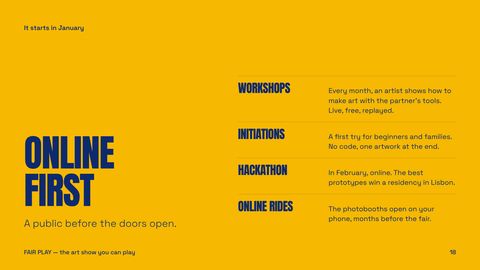 It starts in January
ONLINE
FIRST
A public before the doors open.
WORKSHOPS
Every month, an artist shows how to
make art with the partner's tools.
Live, free, replayed.
INITIATIONS
A first try for beginners and families.
No code, one artwork at the end.
HACKATHON
In February, online. The best
prototypes win a residency in Lisbon.
ONLINE RIDES
The photobooths open on your
phone, months before the fair.
FAIR PLAY — the art show you can play
18